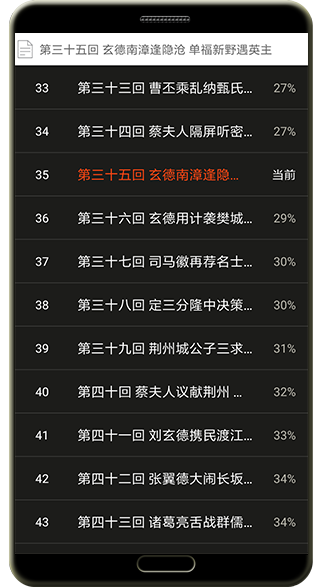 第三十五回 玄德南漳逢隐沧 单福新野遇英主
33 第三十三回 曹丕乘乱纳甄氏... 27%
34 第三十四回 蔡夫人隔屏听密... 27%
35 第三十五回 玄德南漳逢隐... 当前
36 第三十六回 玄德用计袭樊城... 29%
37 第三十七回 司马徽再荐名士... 30%
38 第三十八回 定三分隆中决策... 30%
39 第三十九回 荆州城公子三求... 31%
40 第四十回 蔡夫人议献荆州 ... 32%
41 第四十一回 刘玄德携民渡江... 33%
42 第四十二回 张翼德大闹长坂... 34%
43 第四十三回 诸葛亮舌战群儒... 34%